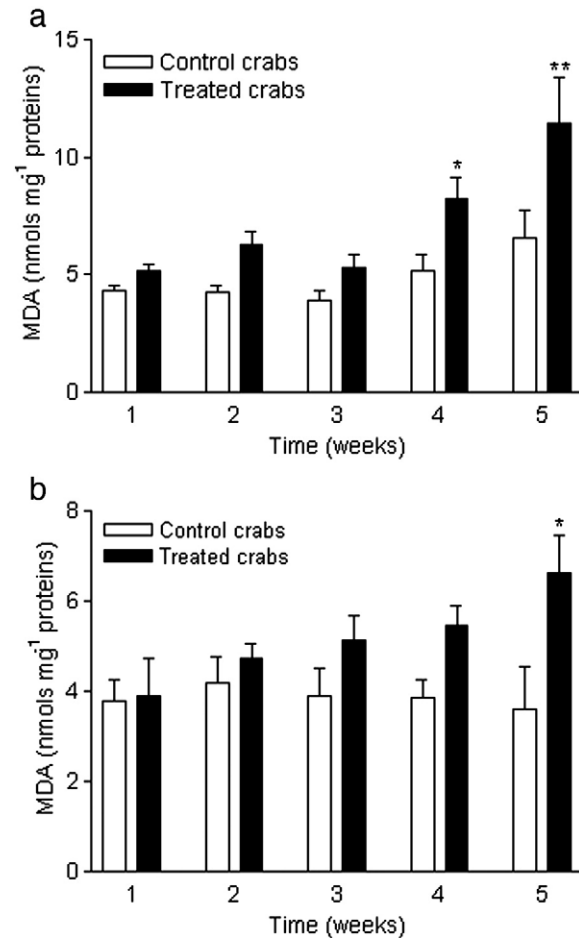 a
15
Control crabs
Treated crabs
**
*
10
5
0
MDA (nmols mg-1 proteins)
1 2 3 4 5
Time (weeks)
b
8
Control crabs
Treated crabs
*
6
4
2
0
MDA (nmols mg-1 proteins)
1 2 3 4 5
Time (weeks)